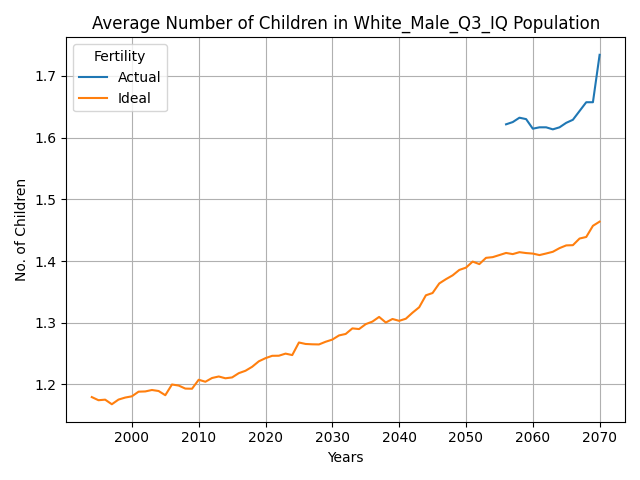 Average Number of Children in White_Male_Q3_IQ Population
Fertility
Actual
Ideal
No. of Children
1.7
1.6
1.5
1.4
1.3
1.2
2000 2010 2020 2030 2040 2050 2060 2070
Years